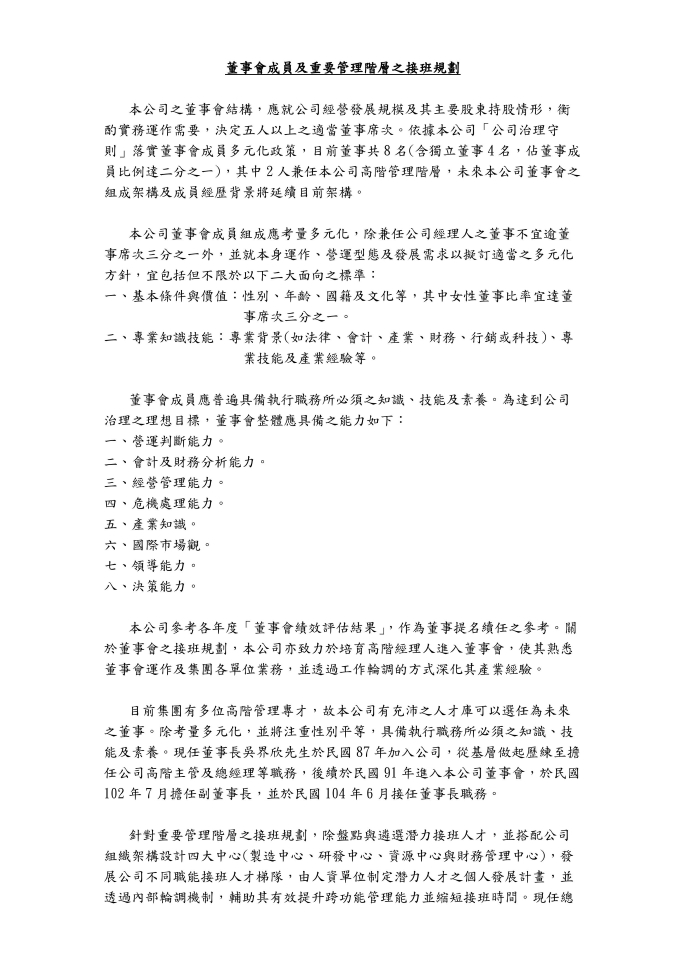 董事會成員及重要管理階層之接班規劃
本公司之董事會結構，應就公司經營發展規模及其主要股東持股情形，衡
酌實務運作需要，決定五人以上之適當董事席次。依據本公司「公司治理守
則」落實董事會成員多元化政策，目前董事共 8 名(含獨立董事 4 名，佔董事成
員比例達二分之一)，其中 2 人兼任本公司高階管理階層，未來本公司董事會之
組成架構及成員經歷背景將延續目前架構。
本公司董事會成員組成應考量多元化，除兼任公司經理人之董事不宜逾董
事席次三分之一外，並就本身運作、營運型態及發展需求以擬訂適當之多元化
方針，宜包括但不限於以下二大面向之標準：
一、基本條件與價值：性別、年齡、國籍及文化等，其中女性董事比率宜達董
事席次三分之一。
二、專業知識技能：專業背景(如法律、會計、產業、財務、行銷或科技)、專
業技能及產業經驗等。
董事會成員應普遍具備執行職務所必須之知識、技能及素養。為達到公司
治理之理想目標，董事會整體應具備之能力如下：
一、營運判斷能力。
二、會計及財務分析能力。
三、經營管理能力。
四、危機處理能力。
五、產業知識。
六、國際市場觀。
七、領導能力。
八、決策能力。
本公司參考各年度「董事會績效評估結果」，作為董事提名續任之參考。關
於董事會之接班規劃，本公司亦致力於培育高階經理人進入董事會，使其熟悉
董事會運作及集團各單位業務，並透過工作輪調的方式深化其產業經驗。
目前集團有多位高階管理專才，故本公司有充沛之人才庫可以選任為未來
之董事。除考量多元化，並將注重性別平等，具備執行職務所必須之知識、技
能及素養。現任董事長吳界欣先生於民國 87 年加入公司，從基層做起歷練至擔
任公司高階主管及總經理等職務，後續於民國 91 年進入本公司董事會，於民國
102 年 7 月擔任副董事長，並於民國 104 年 6 月接任董事長職務。
針對重要管理階層之接班規劃，除盤點與遴選潛力接班人才，並搭配公司
組織架構設計四大中心(製造中心、研發中心、資源中心與財務管理中心)，發
展公司不同職能接班人才梯隊，由人資單位制定潛力人才之個人發展計畫，並
透過內部輪調機制，輔助其有效提升跨功能管理能力並縮短接班時間。現任總